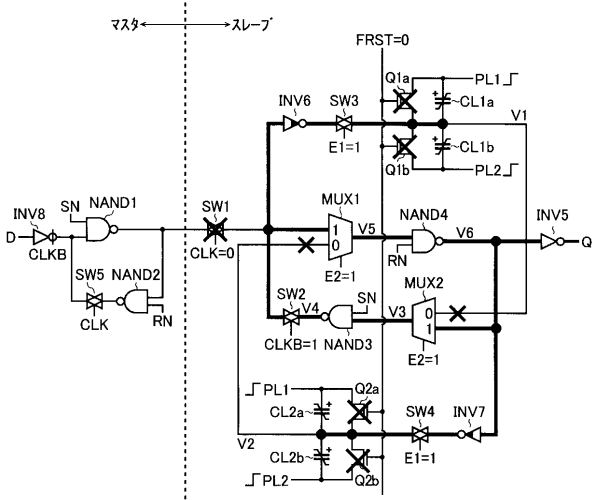 マスタ
スレーブ
FRST=0
Q1a
PL1
INV6
SW3
CL1a
V1
E1=1
CL1b
Q1b
PL2
MUX1
INV8
SN
NAND1
SW1
1
V5
NAND4
V6
INV5
D
Q
CLKB
0
CLK=0
RN
SW5
NAND2
E2=1
MUX2
SW2
V4
SN
V3
0
CLK
RN
1
CLKB=1
NAND3
E2=1
PL1
Q2a
CL2a
SW4
INV7
V2
CL2b
E1=1
PL2
Q2b
+
+
+
+